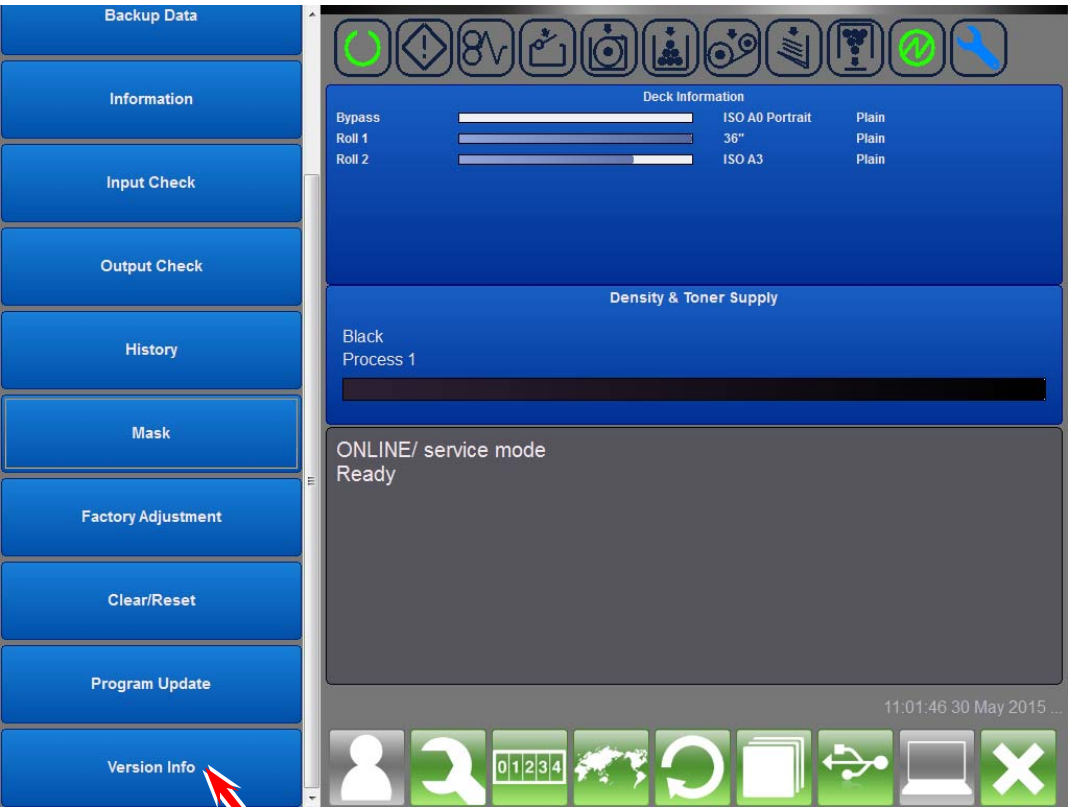 Backup Data
Information
Input Check
Output Check
History
Mask
Factory Adjustment
Clear/Reset
Program Update
Version Info
Deck Information
Bypass ISO A0 Portrait Plain
Roll 1 36" Plain
Roll 2 ISO A3 Plain
Density & Toner Supply
Black
Process 1
ONLINE/ service mode
Ready
11:01:46 30 May 2015 ...
01234